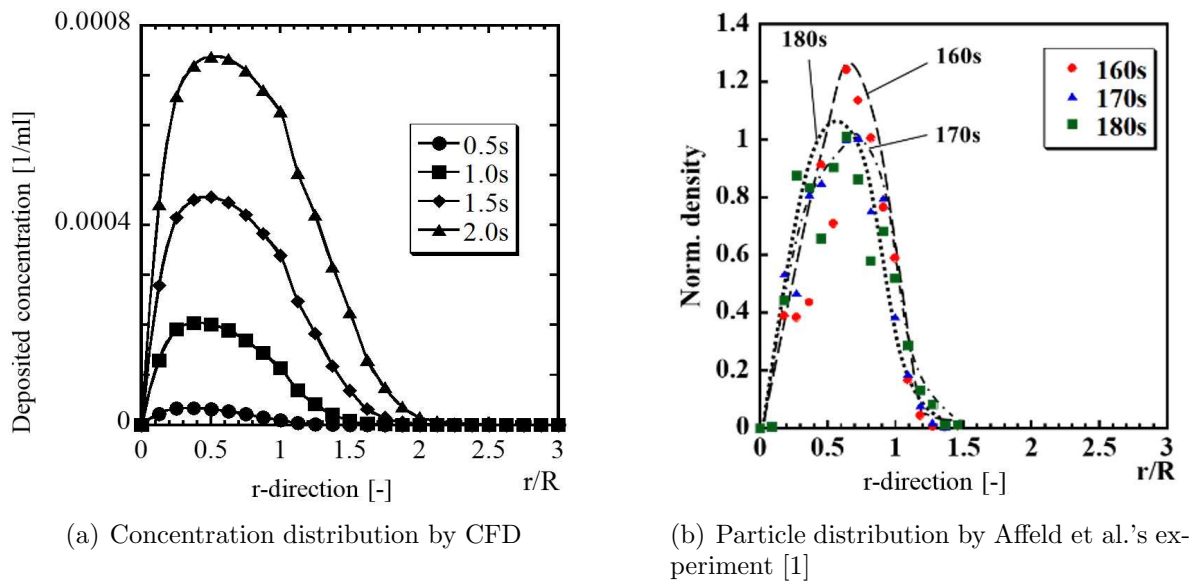 0.0008
0.0004
0
Deposited concentration [1/ml]
0.5s
1.0s
1.5s
2.0s
0 0.5 1 1.5 2 2.5 3
r-direction [-]
r/R
(a) Concentration distribution by CFD
1.4
1.2
1
0.8
0.6
0.4
0.2
0
Norm. density
180s
160s
170s
160s
170s
180s
0 0.5 1 1.5 2 2.5 3
r-direction [-]
r/R
(b) Particle distribution by Affeld et al.'s ex-
periment [1]